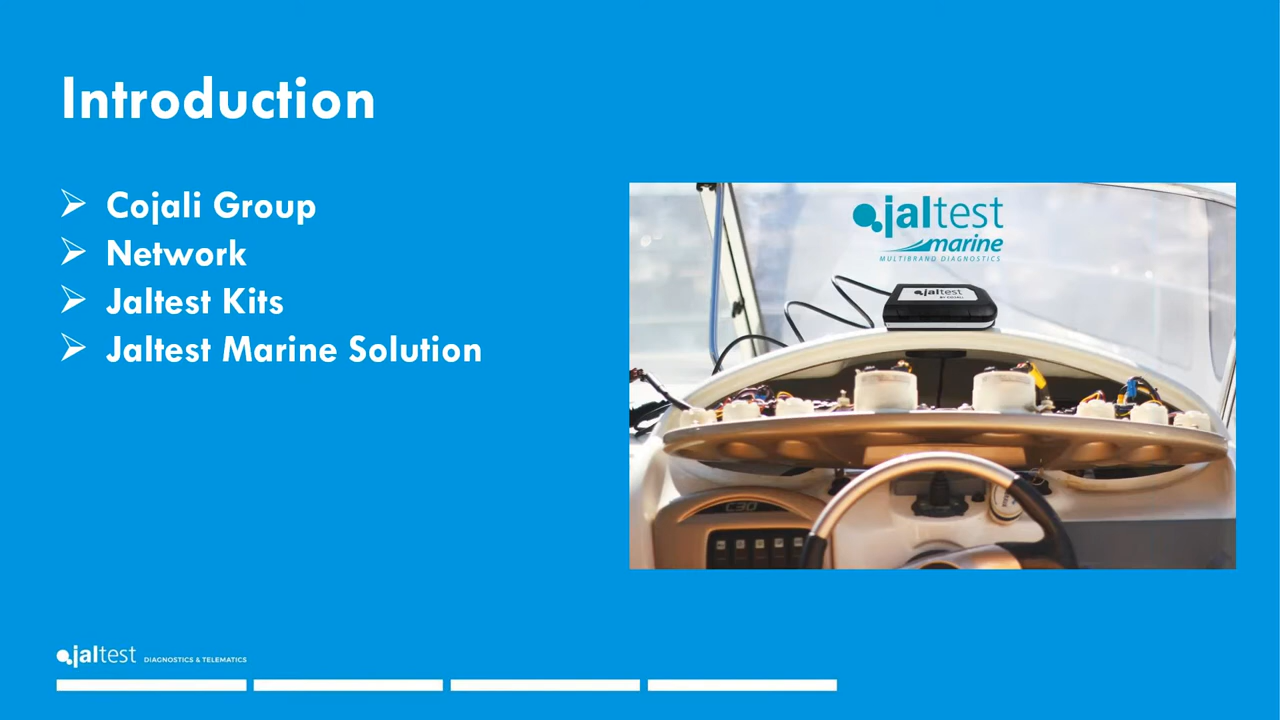 Introduction
Cojali Group
Network
Jaltest Kits
Jaltest Marine Solution
jaltest
marine
MULTIBRAND DIAGNOSTICS
jaltest
BY COJALI
C30
jaltest DIAGNOSTICS & TELEMATICS